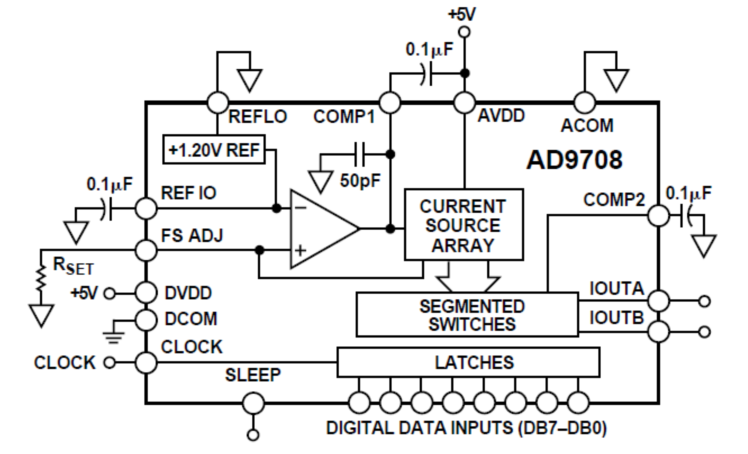 +5V
0.1µF
REFLO
COMP1
AVDD
ACOM
+1.20V REF
50pF
AD9708
0.1µF
REF IO
CURRENT
SOURCE
ARRAY
COMP2
0.1µF
FS ADJ
RSET
+5V
DVDD
DCOM
SEGMENTED
SWITCHES
IOUTA
IOUTB
CLOCK
CLOCK
SLEEP
LATCHES
DIGITAL DATA INPUTS (DB7–DB0)
−
+